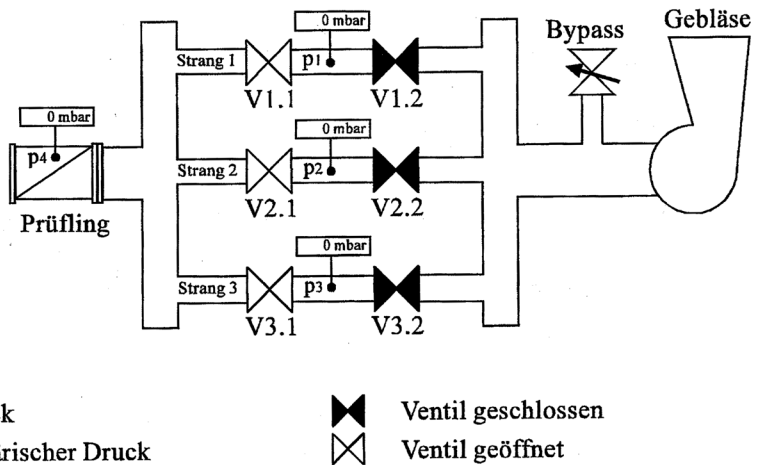 Gebläse
Bypass
0 mbar
Strang 1
p1
V1.1
V1.2
0 mbar
0 mbar
p4
Strang 2
p2
V2.1
V2.2
Prüfling
0 mbar
Strang 3
p3
V3.1
V3.2
Ventil geschlossen
Druck
Ventil geöffnet